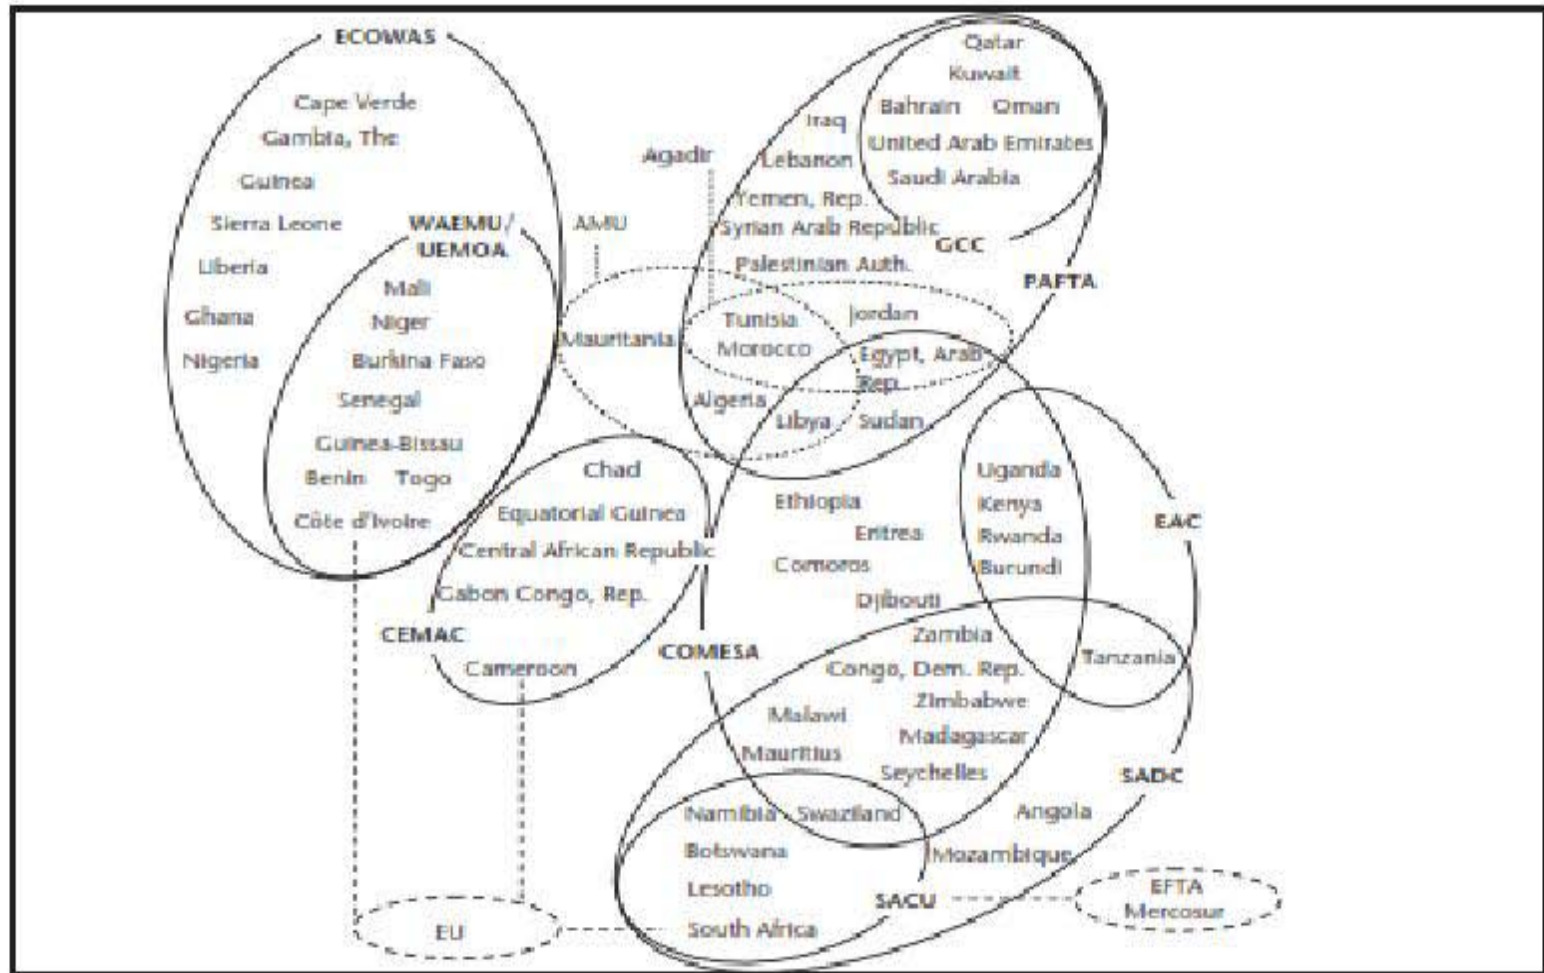 ECOWAS
Cape Verde
Gambia, The
Guinea
Sierra Leone
Liberia
Ghana
Nigeria
WAEMU/
UEMOA
Mali
Niger
Burkina Faso
Senegal
Guinea-Bissau
Benin Togo
Côte d'Ivoire
AMU
Agadir
Mauritania
Tunisia
Morocco
Algeria
Libya
Qatar
Kuwait
Bahrain Oman
United Arab Emirates
Saudi Arabia
GCC
Iraq
Lebanon
Yemen, Rep.
Syrian Arab Republic
Palestinian Auth.
PAFTA
Jordan
Egypt, Arab
Rep.
Sudan
Chad
Equatorial Guinea
Central African Republic
Gabon Congo, Rep.
CEMAC
Cameroon
COMESA
Ethiopia
Eritrea
Comoros
Djibouti
Uganda
Kenya
Rwanda
Burundi
EAC
Tanzania
Zambia
Congo, Dem. Rep.
Zimbabwe
Malawi
Madagascar
Mauritius
Seychelles
SADC
Angola
Mozambique
Namibia Swaziland
Botswana
Lesotho
South Africa
SACU
EFTA
Mercosur
EU